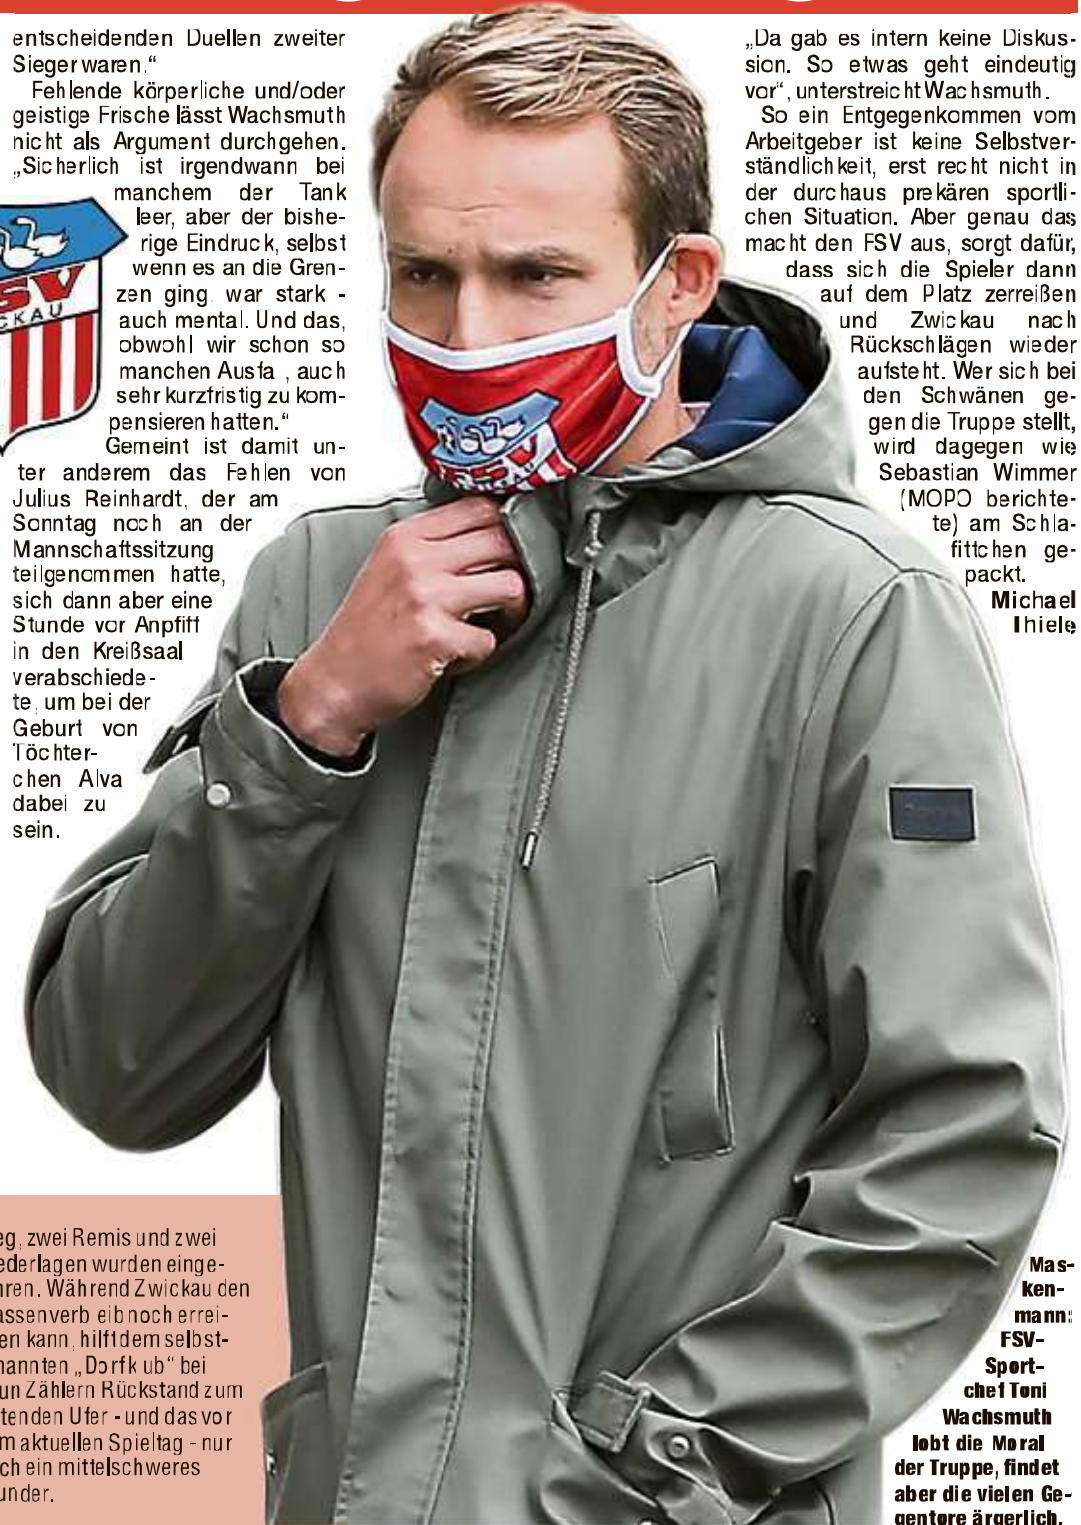 entscheidenden Duellen zweiter
Sieger waren.“
Fehlende körperliche und/oder
geistige Frische lässt Wachsmuth
nicht als Argument durchgehen.
„Sicherlich ist irgendwann bei
manchem der Tank
leer, aber der bishe-
rige Eindruck, selbst
wenn es an die Gren-
zen ging, war stark -
auch mental. Und das,
obwohl wir schon so
manchen Ausfa , auch
sehr kurzfristig zu kom-
pensieren hatten.“
Gemeint ist damit un-
ter anderem das Fehlen von
Julius Reinhardt, der am
Sonntag noch an der
Mannschaftssitzung
teilgenommen hatte,
sich dann aber eine
Stunde vor Anpfiff
in den Kreißsaal
verabschiede-
te, um bei der
Geburt von
Töchter-
chen Alva
dabei zu
sein.
„Da gab es intern keine Diskus-
sion. So etwas geht eindeutig
vor“, unterstreicht Wachsmuth.
So ein Entgegenkommen vom
Arbeitgeber ist keine Selbstver-
ständlichkeit, erst recht nicht in
der durchaus prekären sportli-
chen Situation. Aber genau das
macht den FSV aus, sorgt dafür,
dass sich die Spieler dann
auf dem Platz zerreißen
und Zwickau nach
Rückschlägen wieder
aufsteht. Wer sich bei
den Schwänen ge-
gen die Truppe stellt,
wird dagegen wie
Sebastian Wimmer
(MOPO berichte-
te) am Schla-
fittchen ge-
packt.
Michael
Thiele
SV
CKAU
FSV
eg, zwei Remis und zwei
ederlagen wurden einge-
hren. Während Zwickau den
assenverb eib noch errei-
en kann, hilft dem selbst-
nannten „Dorfk ub“ bei
un Zählern Rückstand zum
tenden Ufer - und das vor
m aktuellen Spieltag - nur
ch ein mittelschweres
under.
Mas-
ken-
mann:
FSV-
Sport-
chef Toni
Wachsmuth
lobt die Moral
der Truppe, findet
aber die vielen Ge-
gentore ärgerlich.